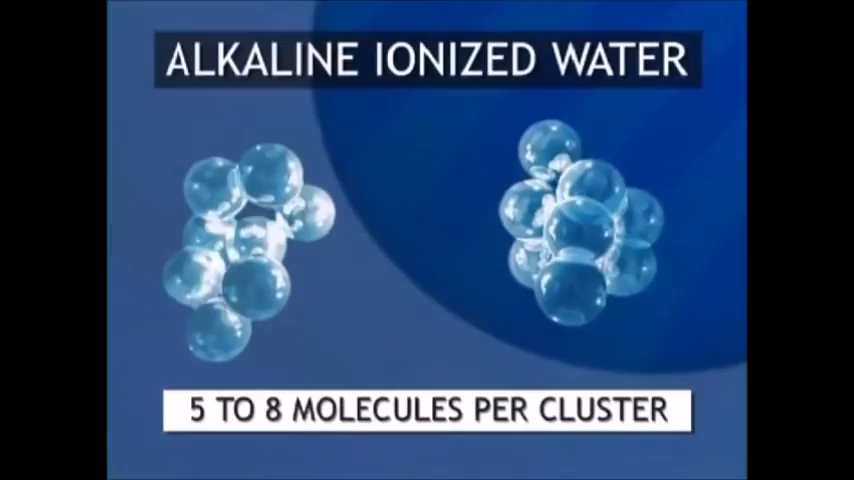 ALKALINE IONIZED WATER
5 TO 8 MOLECULES PER CLUSTER